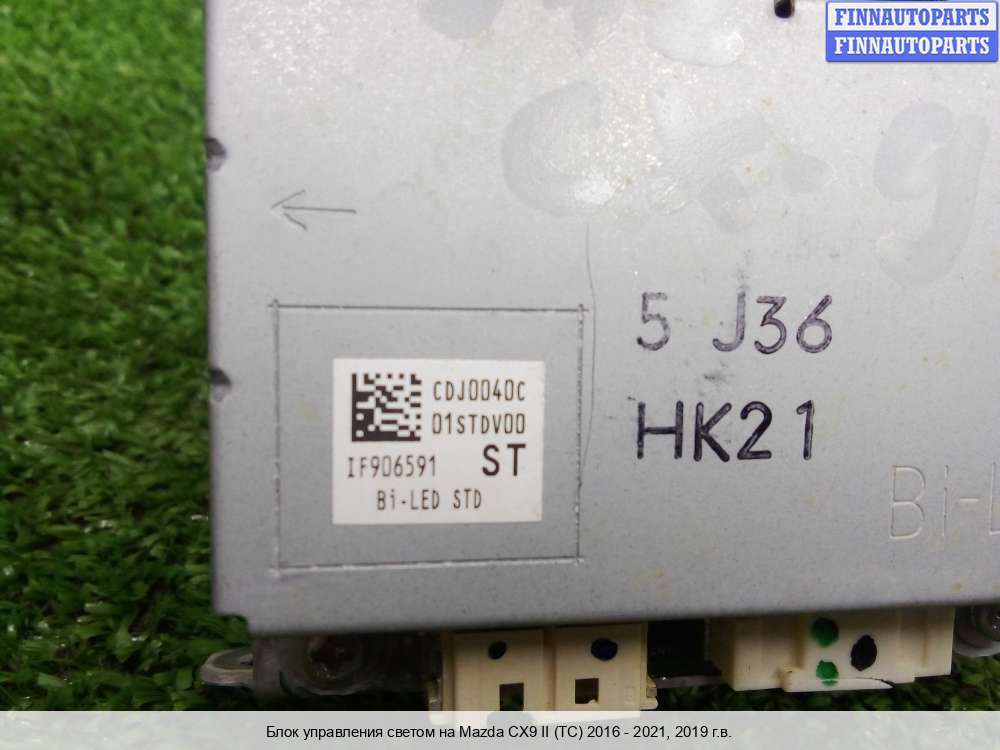 FINNAUTOPARTS
FINNAUTOPARTS
5 J36
HK21
CDJ0040C
01STDV00
IF906591 ST
Bi-LED STD
Bi-L
Блок управления светом на Mazda CX9 II (TC) 2016 - 2021, 2019 г.в.